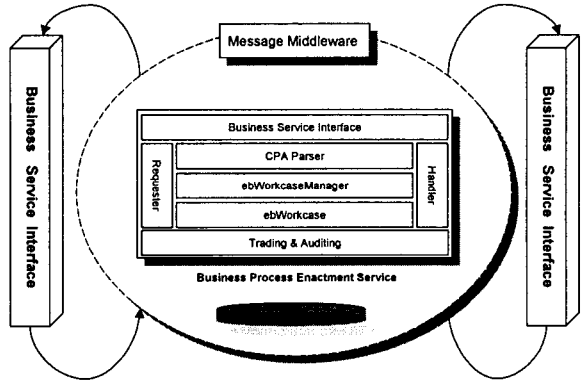 Message Middleware
Business Service Interface
Business Service Interface
Business Service Interface
Requester
CPA Parser
Handler
ebWorkcaseManager
ebWorkcase
Trading & Auditing
Business Process Enactment Service